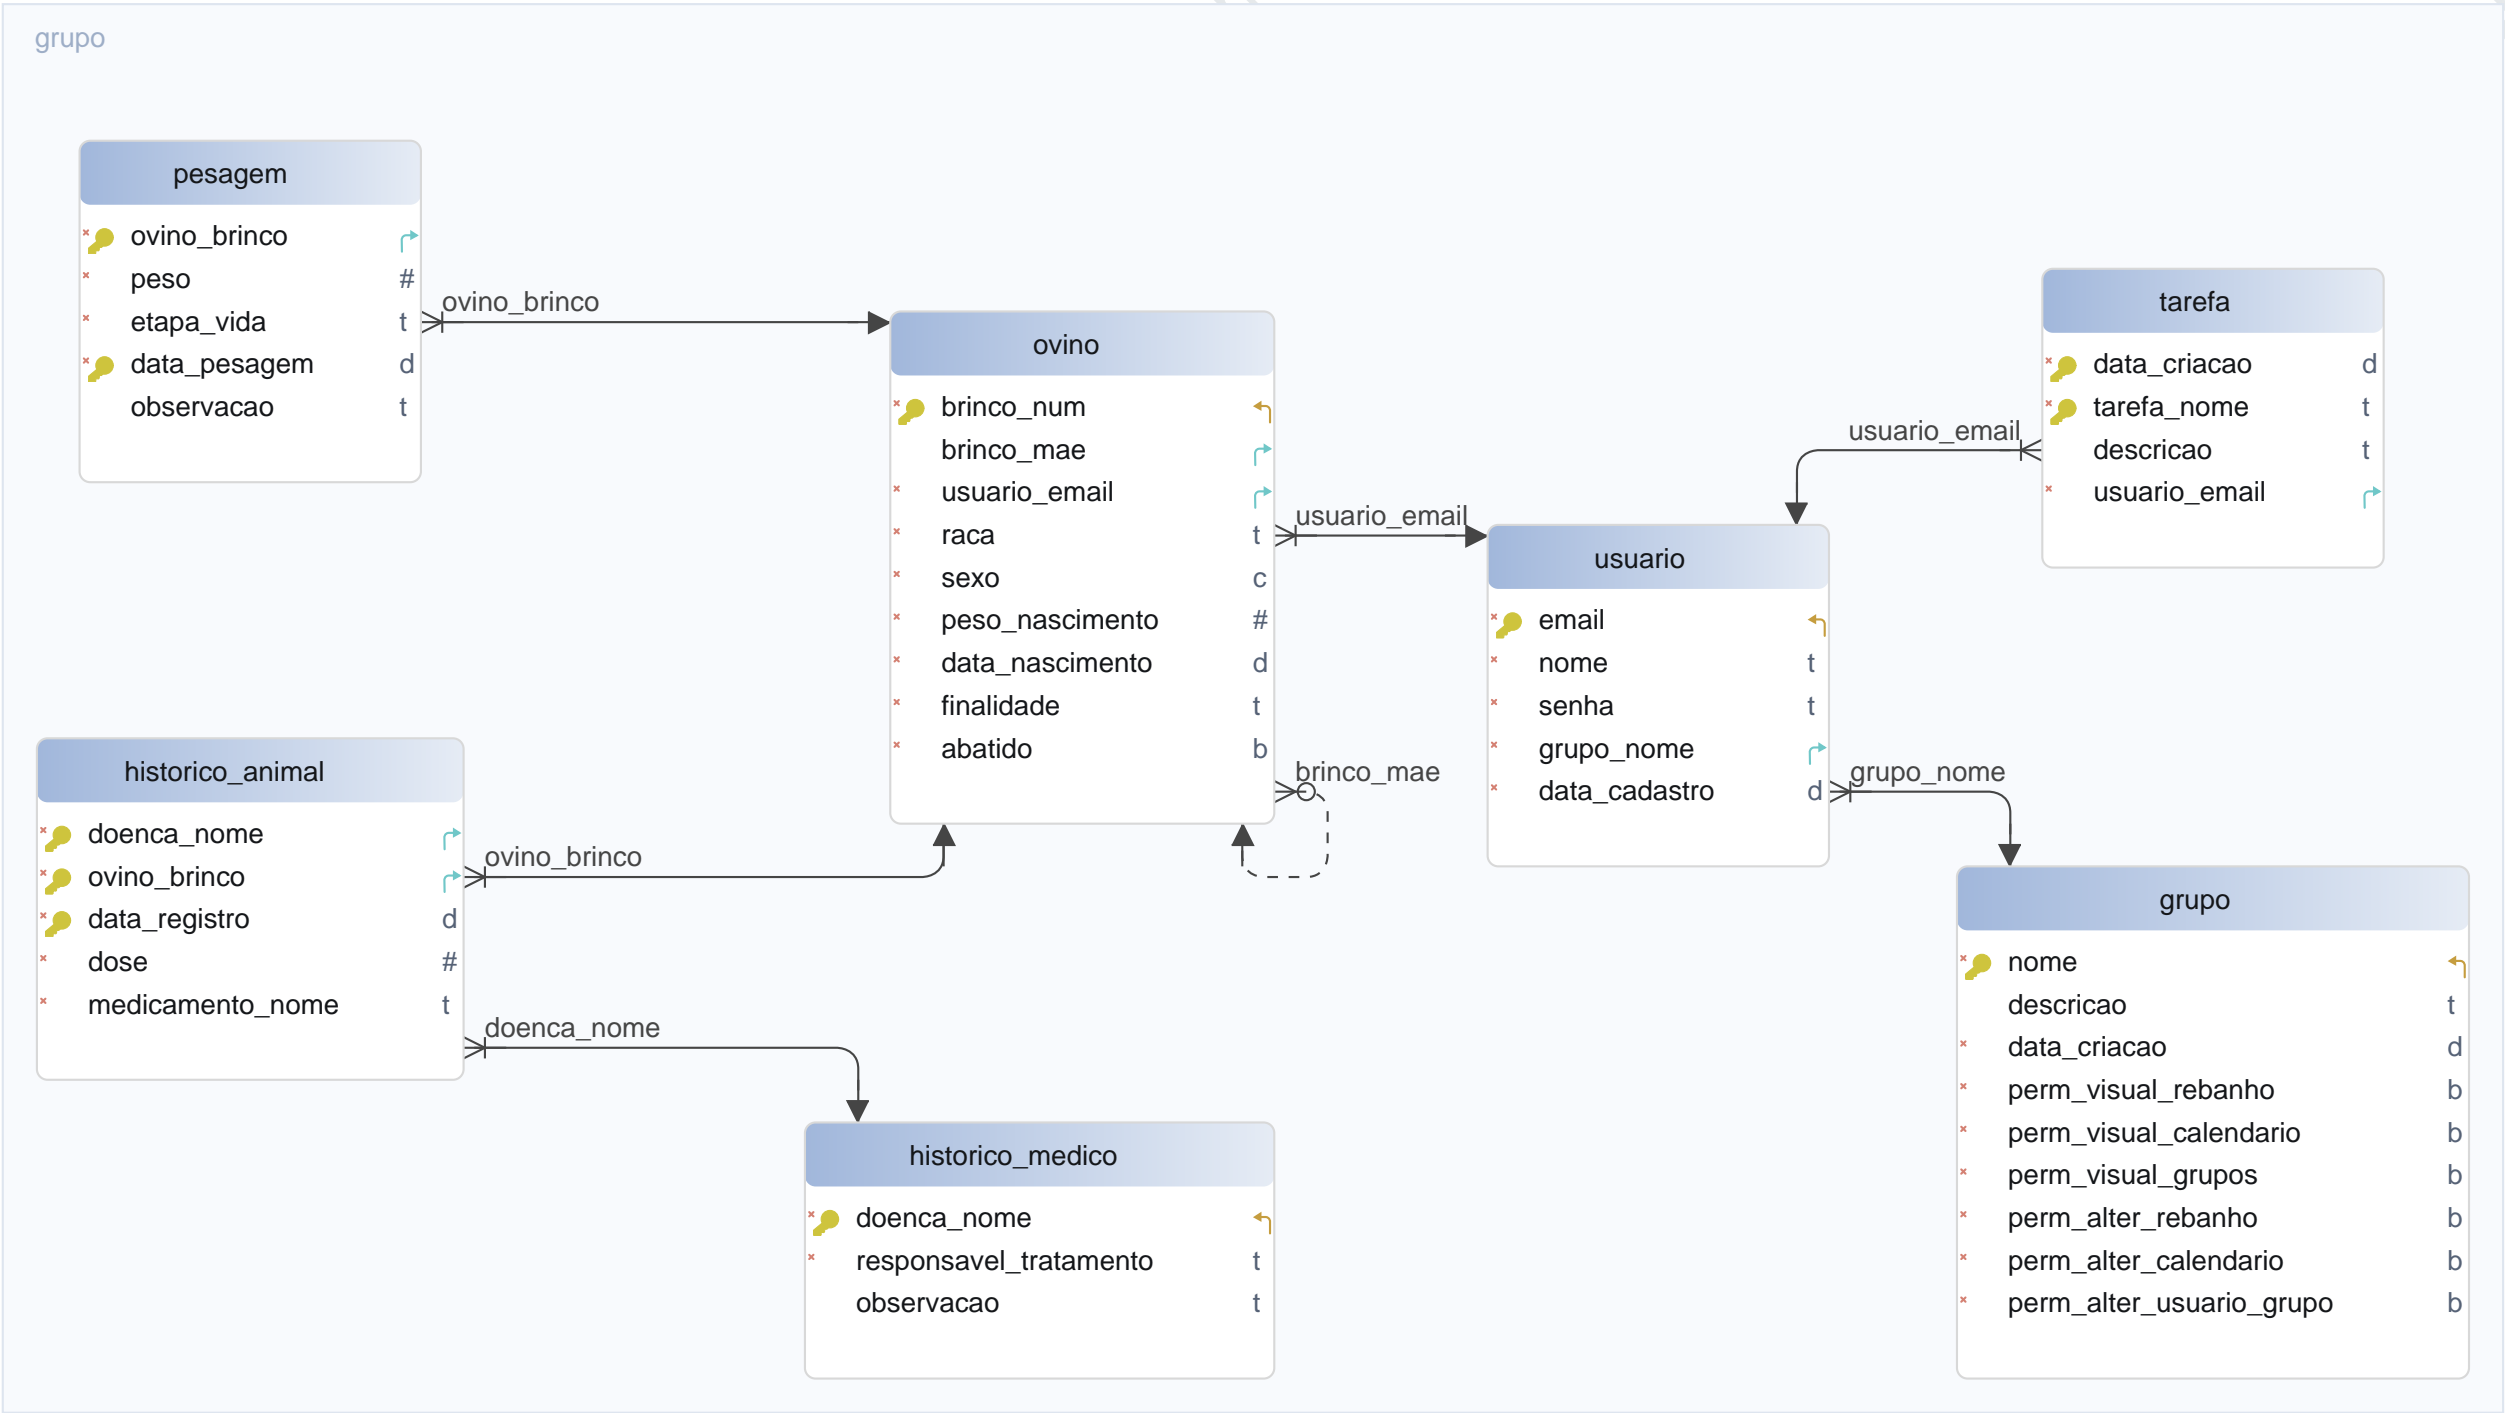 grupo
pesagem
ovino_brinco
peso #
etapa_vida t
data_pesagem d
observacao t
ovino_brinco
ovino
brinco_num
brinco_mae
usuario_email
raca t
sexo c
peso_nascimento #
data_nascimento d
finalidade t
abatido b
usuario_email
brinco_mae
tarefa
data_criacao d
tarefa_nome t
descricao t
usuario_email
usuario_email
usuario
email
nome t
senha t
grupo_nome
data_cadastro d
grupo_nome
historico_animal
doenca_nome
ovino_brinco
data_registro d
dose #
medicamento_nome t
ovino_brinco
doenca_nome
historico_medico
doenca_nome
responsavel_tratamento t
observacao t
grupo
nome
descricao t
data_criacao d
perm_visual_rebanho b
perm_visual_calendario b
perm_visual_grupos b
perm_alter_rebanho b
perm_alter_calendario b
perm_alter_usuario_grupo b